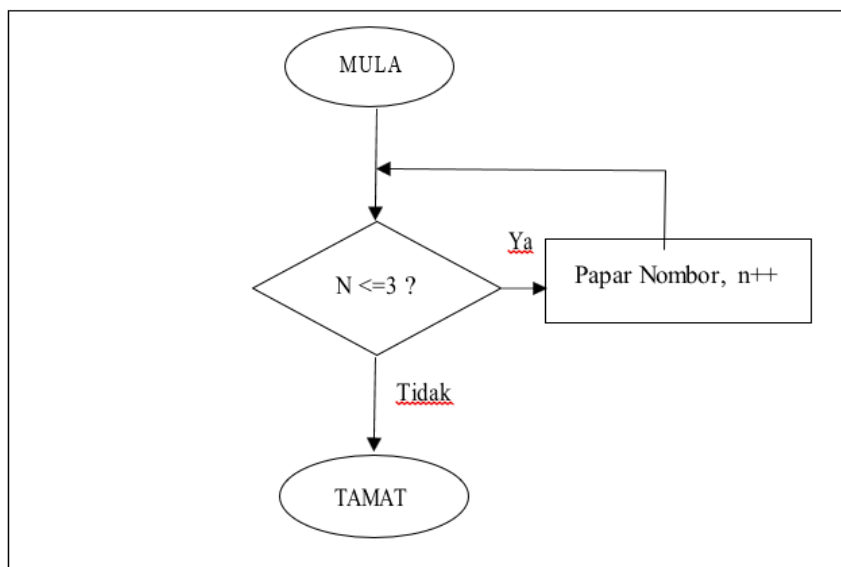 MULA
Ya
N <=3 ?
Papar Nombor, n++
Tidak
TAMAT